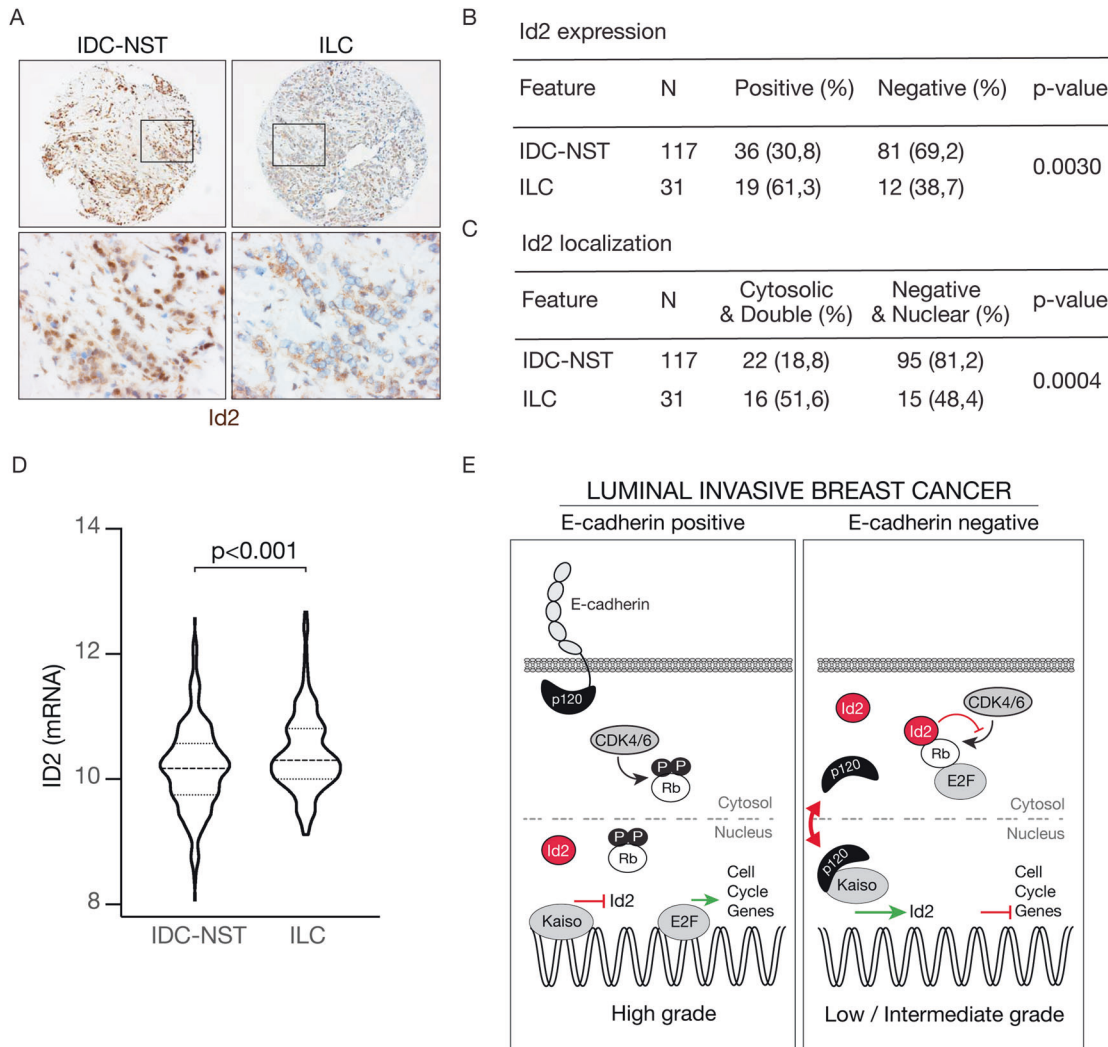 A
IDC-NST ILC
Id2
B
Id2 expression
Feature N Positive (%) Negative (%) p-value
IDC-NST 117 36 (30,8) 81 (69,2) 0.0030
ILC 31 19 (61,3) 12 (38,7)
C
Id2 localization
Feature N Cytosolic & Double (%) Negative & Nuclear (%) p-value
IDC-NST 117 22 (18,8) 95 (81,2) 0.0004
ILC 31 16 (51,6) 15 (48,4)
D
14
p<0.001
12
10
8
ID2 (mRNA)
IDC-NST ILC
E
LUMINAL INVASIVE BREAST CANCER
E-cadherin positive
E-cadherin
p120
CDK4/6
P P
Rb
Cytosol
Nucleus
Id2
P P
Rb
Kaiso
Id2
E2F
Cell
Cycle
Genes
High grade
E-cadherin negative
Id2
CDK4/6
Id2
Rb
E2F
p120
Cytosol
Nucleus
p120
Kaiso
Id2
Cell
Cycle
Genes
Low / Intermediate grade